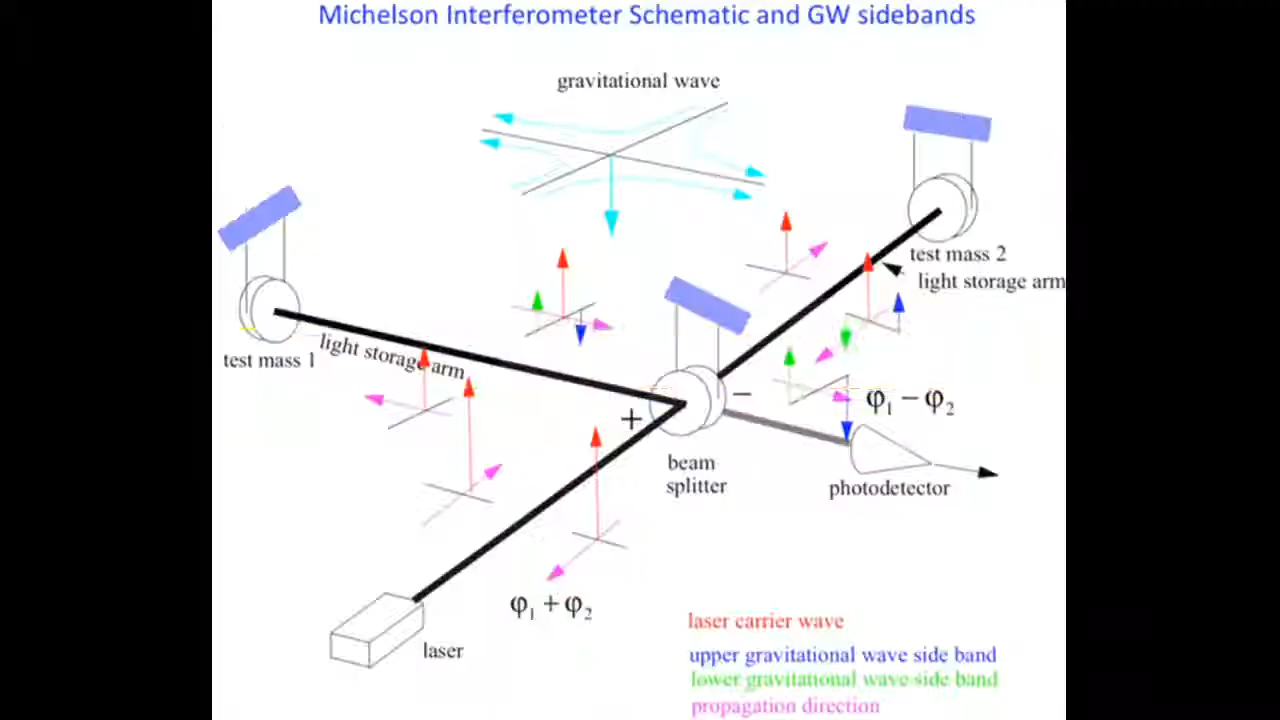 Michelson Interferometer Schematic and GW sidebands
gravitational wave
test mass 2
light storage arm
test mass 1
light storage arm
+
−
φ₁ − φ₂
beam
splitter
photodetector
φ₁ + φ₂
laser
laser carrier wave
upper gravitational wave side band
lower gravitational wave side band
propagation direction